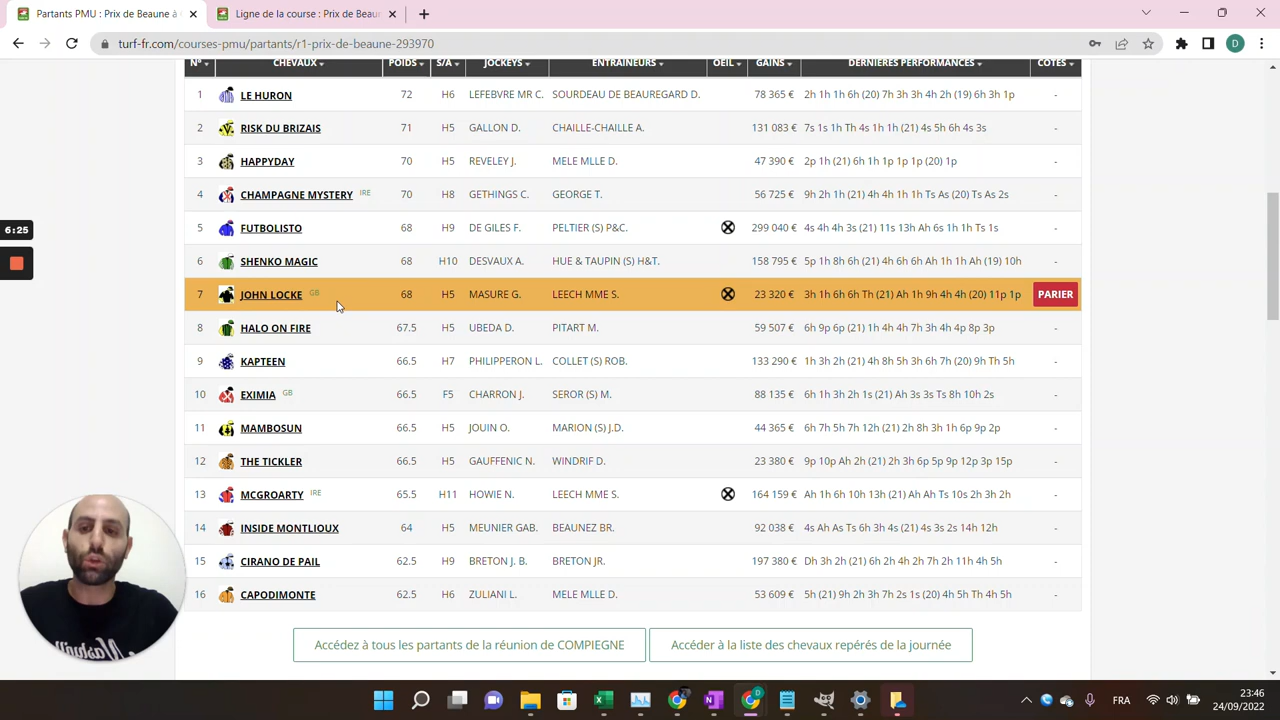 Partants PMU : Prix de Beaune à
Ligne de la course : Prix de Beaun
turf-fr.com/courses-pmu/partants/r1-prix-de-beaune-293970
D
N° CHEVAUX POIDS S/A JOCKEYS ENTRAINEURS OEIL GAINS DERNIÈRES PERFORMANCES COTES
1 LE HURON 72 H6 LEFEBVRE MR C. SOURDEAU DE BEAUREGARD D. 78 365 € 2h 1h 1h 6h (20) 7h 3h 3h 4h 2h (19) 6h 3h 1p -
2 RISK DU BRIZAIS 71 H5 GALLON D. CHAILLE-CHAILLE A. 131 083 € 7s 1s 1h Th 4s 1h 1h (21) 4s 5h 6h 4s 3s -
3 HAPPYDAY 70 H5 REVELEY J. MELE MLLE D. 47 390 € 2p 1h (21) 6h 1h 1p 1p 1p (20) 1p -
4 CHAMPAGNE MYSTERY IRE 70 H8 GETHINGS C. GEORGE T. 56 725 € 9h 2h 1h (21) 4h 4h 1h 1h Ts As (20) Ts As 2s -
5 FUTBOLISTO 68 H9 DE GILES F. PELTIER (S) P&C. 299 040 € 4s 4h 4h 3s (21) 11s 13h Ah 6s 1h 1h Ts 1s -
6:25
6 SHENKO MAGIC 68 H10 DESVAUX A. HUE & TAUPIN (S) H&T. 158 795 € 5p 1h 8h 6h (21) 4h 6h 6h Ah 1h 1h Ah (19) 10h -
7 JOHN LOCKE GB 68 H5 MASURE G. LEECH MME S. 23 320 € 3h 1h 6h 6h Th (21) Ah 1h 9h 4h 4h (20) 11p 1p PARIER
8 HALO ON FIRE 67.5 H5 UBEDA D. PITART M. 59 507 € 6h 9p 6p (21) 1h 4h 4h 7h 3h 4h 4p 8p 3p -
9 KAPTEEN 66.5 H7 PHILIPPERON L. COLLET (S) ROB. 133 290 € 1h 3h 2h (21) 4h 8h 5h 3h 6h 7h (20) 9h Th 5h -
10 EXIMIA GB 66.5 F5 CHARRON J. SEROR (S) M. 88 135 € 6h 1h 3h 2h 1s (21) Ah 3s 3s Ts 8h 10h 2s -
11 MAMBOSUN 66.5 H5 JOUIN O. MARION (S) J.D. 44 365 € 6h 7h 5h 7h 12h (21) 2h 8h 3h 1h 6p 9p 2p -
12 THE TICKLER 66.5 H5 GAUFFENIC N. WINDRIF D. 23 380 € 9p 10p Ah 2h (21) 2h 3h 6p 5p 9p 12p 3p 15p -
13 MCGROARTY IRE 65.5 H11 HOWIE N. LEECH MME S. 164 159 € Ah 1h 6h 10h 13h (21) Ah Ah Ts 10s 2h 3h 2h -
14 INSIDE MONTLIOUX 64 H5 MEUNIER GAB. BEAUNEZ BR. 92 038 € 4s Ah As Ts 6h 3h 4s (21) 4s 3s 2s 14h 12h -
15 CIRANO DE PAIL 62.5 H9 BRETON J. B. BRETON JR. 197 380 € Dh 3h 2h (21) 6h 2h 4h 2h 7h 2h 11h 4h 5h -
16 CAPODIMONTE 62.5 H6 ZULIANI L. MELE MLLE D. 53 609 € 5h (21) 9h 2h 3h 7h 2s 1s (20) 4h 5h Th 4h 5h -
Accédez à tous les partants de la réunion de COMPIEGNE
Accéder à la liste des chevaux repérés de la journée
FRA
23:46
24/09/2022